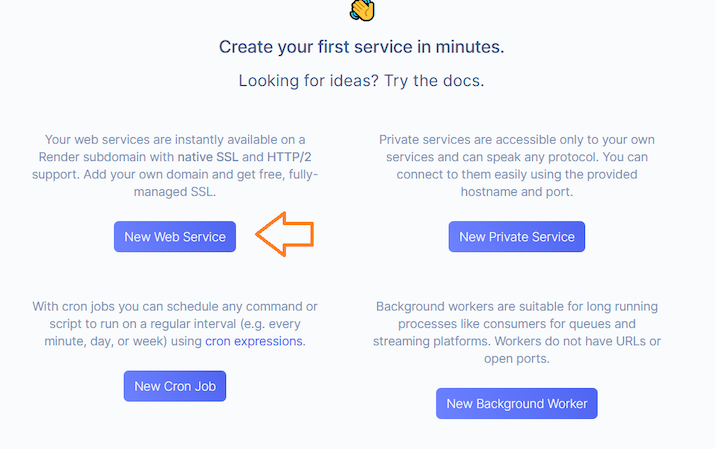 Create your first service in minutes.
Looking for ideas? Try the docs.
Your web services are instantly available on a
Render subdomain with native SSL and HTTP/2
support. Add your own domain and get free, fully-
managed SSL.
New Web Service
Private services are accessible only to your own
services and can speak any protocol. You can
connect to them easily using the provided
hostname and port.
New Private Service
With cron jobs you can schedule any command or
script to run on a regular interval (e.g. every
minute, day, or week) using cron expressions.
New Cron Job
Background workers are suitable for long running
processes like consumers for queues and
streaming platforms. Workers do not have URLs or
open ports.
New Background Worker